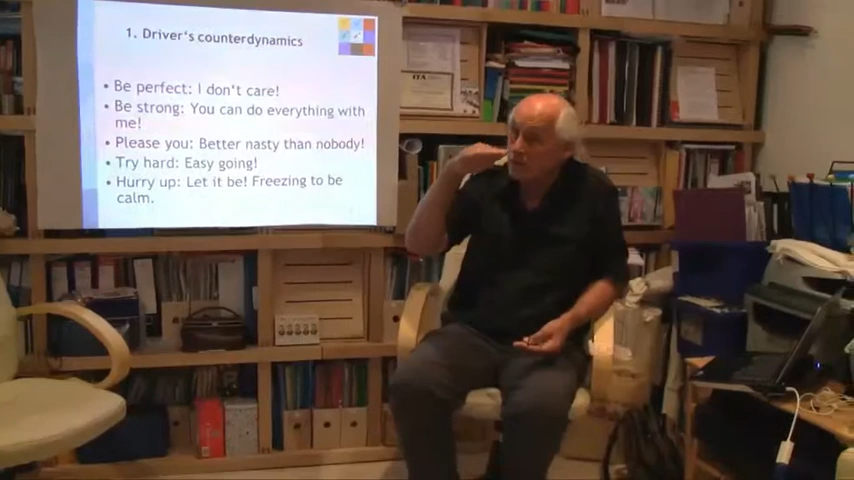 1. Driver's counterdynamics
• Be perfect: I don't care!
• Be strong: You can do everything with
me!
• Please you: Better nasty than nobody!
• Try hard: Easy going!
• Hurry up: Let it be! Freezing to be
calm.
ITA